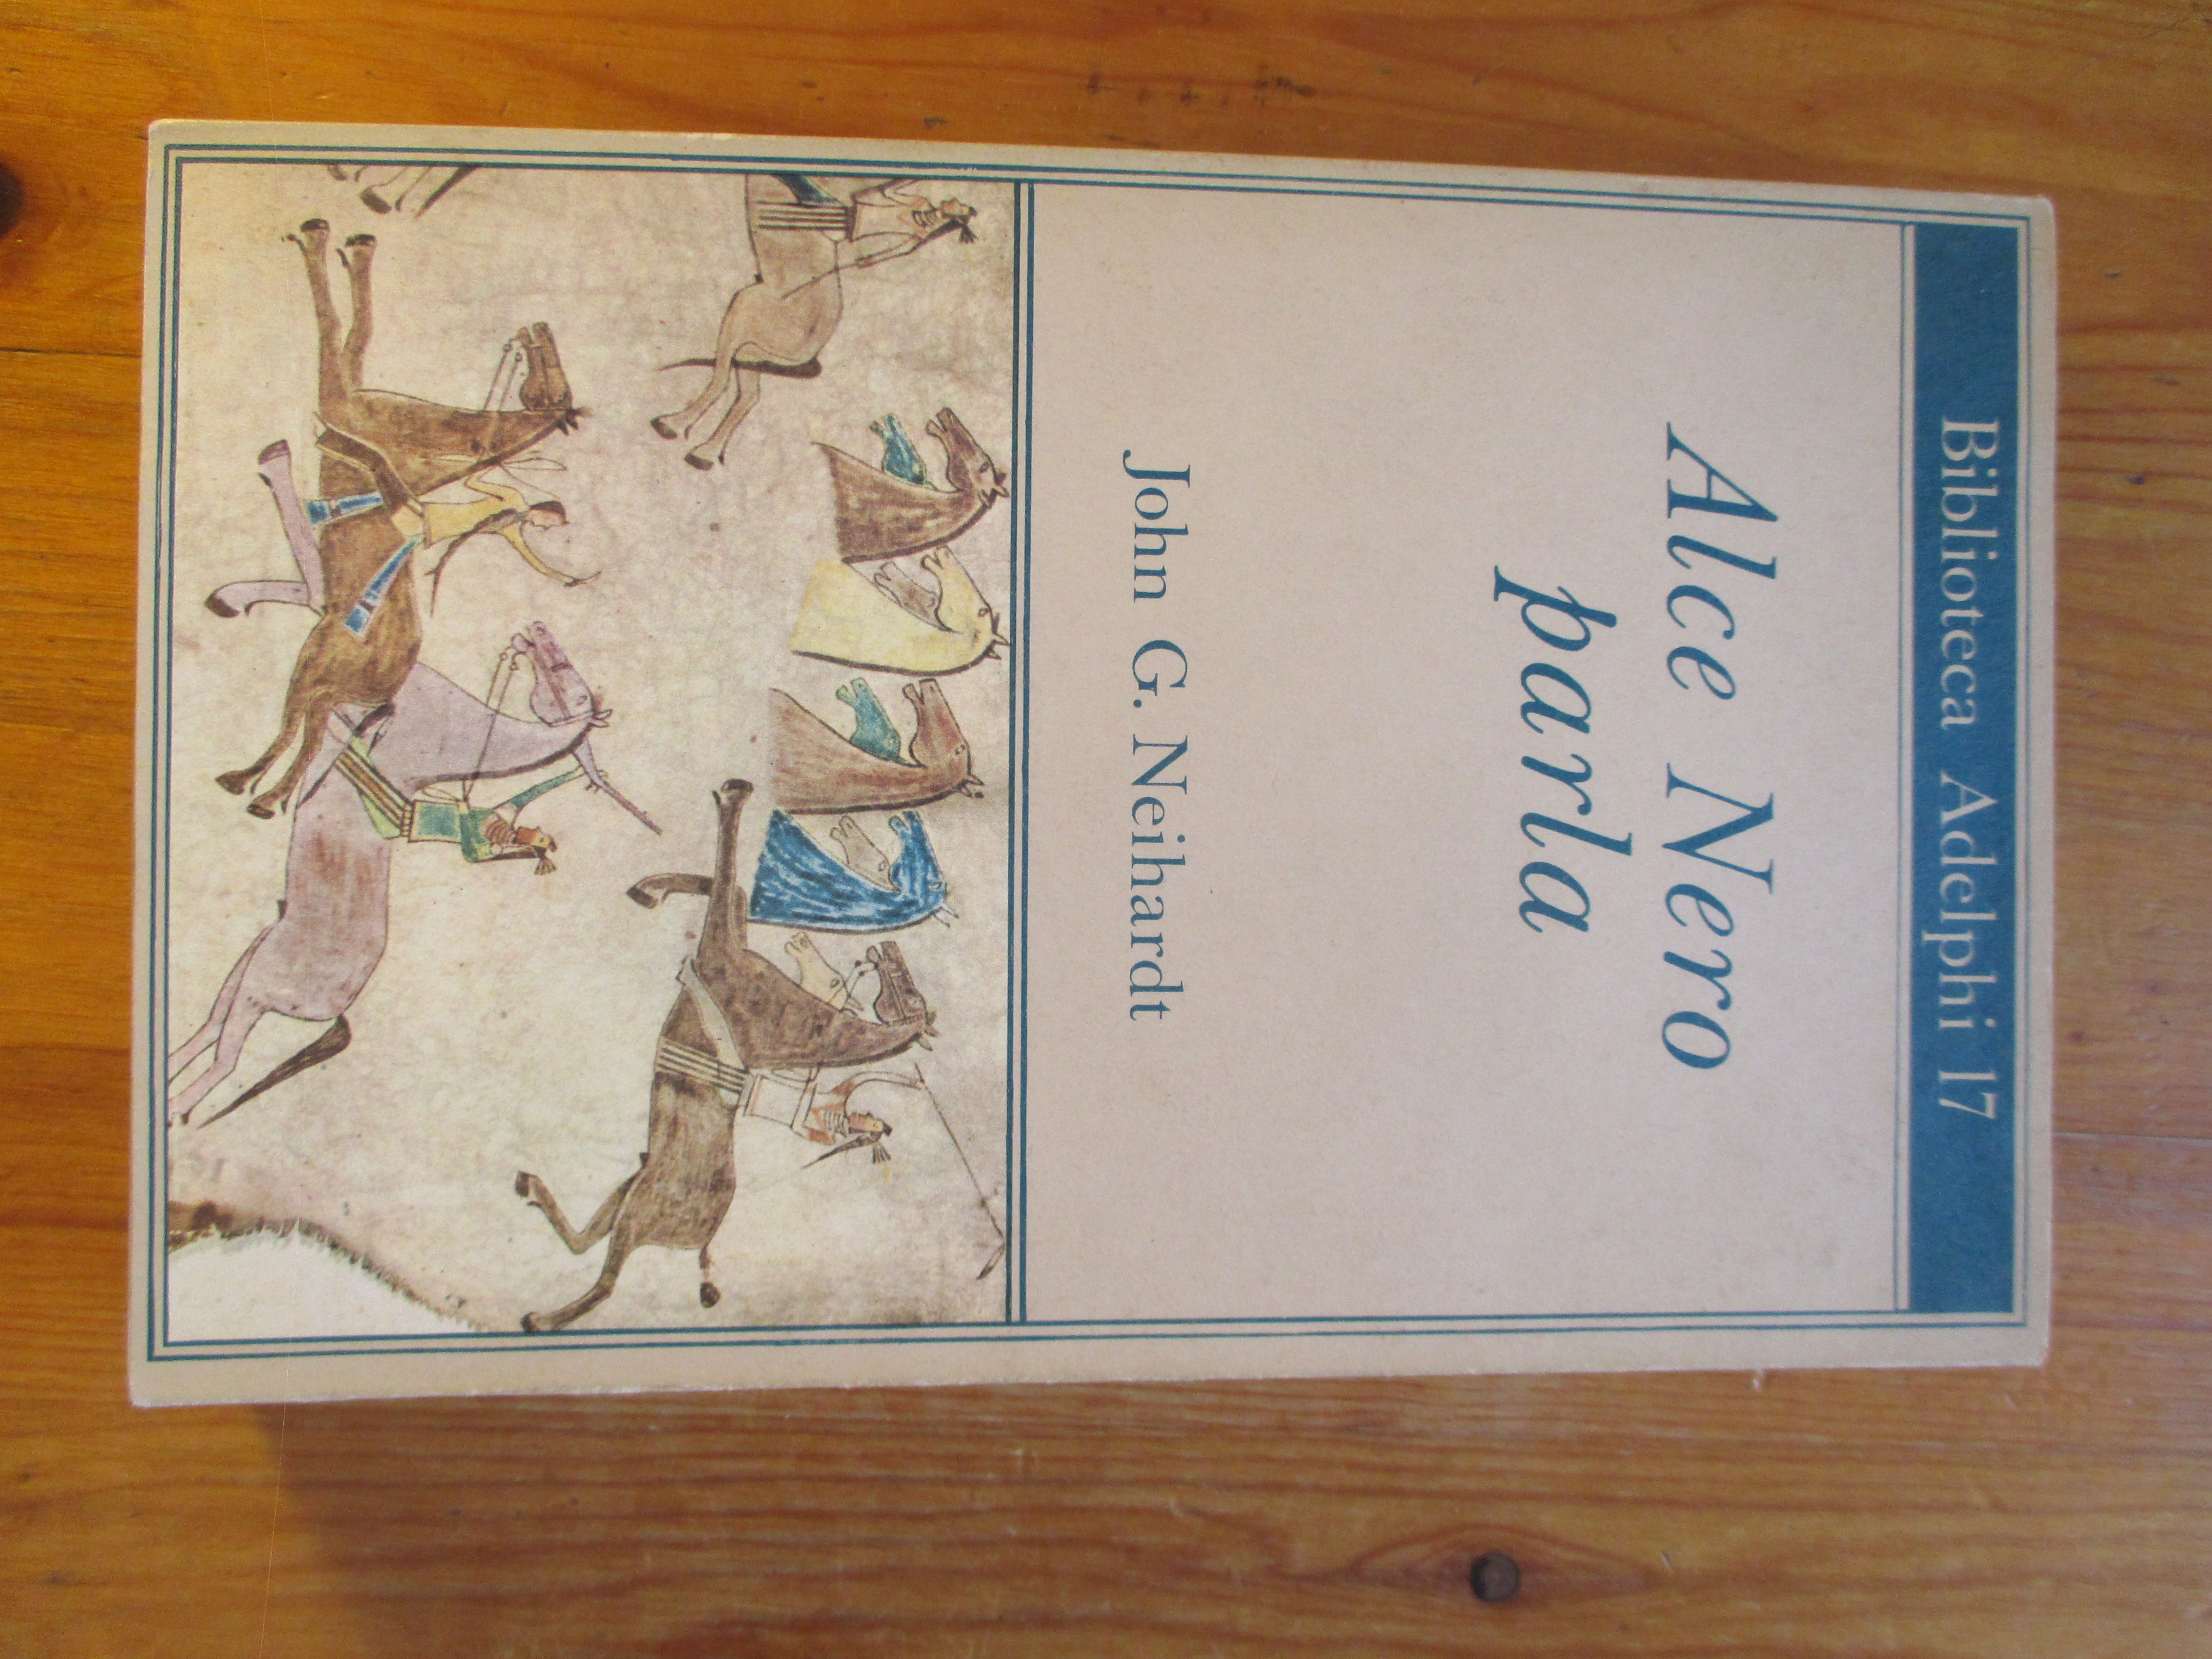 Biblioteca Adelphi 17
Alce Nero
parla
John G. Neihardt